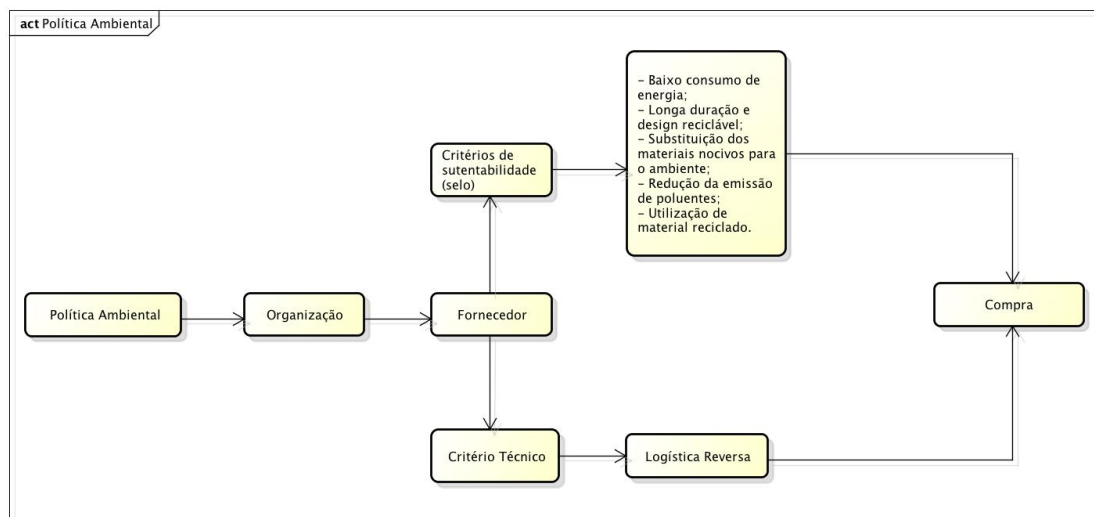 act Política Ambiental
- Baixo consumo de
energia;
- Longa duração e
design reciclável;
- Substituição dos
materiais nocivos para
o ambiente;
- Redução da emissão
de poluentes;
- Utilização de
material reciclado.
Critérios de
sutentabilidade
(selo)
Política Ambiental
Organização
Fornecedor
Compra
Critério Técnico
Logística Reversa